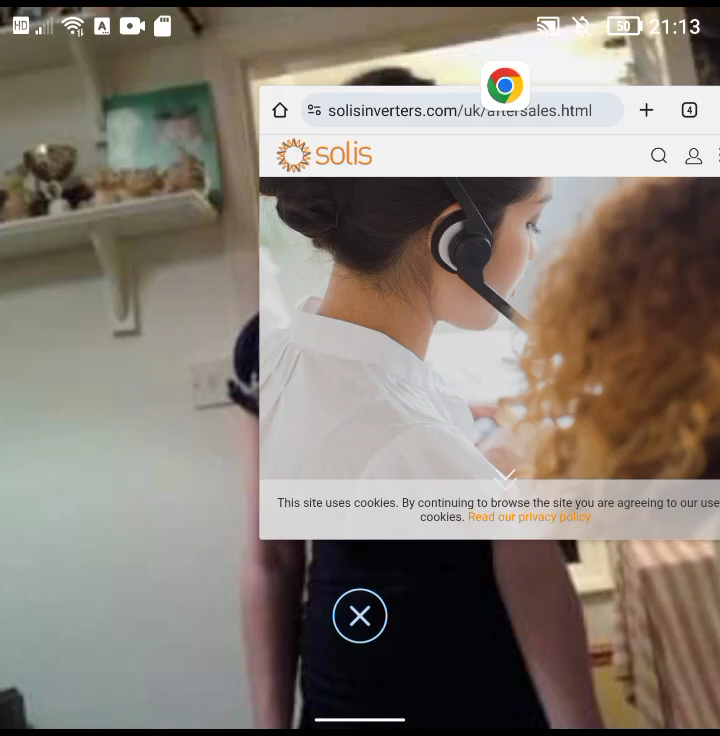 HD A 50 21:13
solisinverters.com/uk/aftersales.html 4
solis
This site uses cookies. By continuing to browse the site you are agreeing to our use
cookies. Read our privacy policy